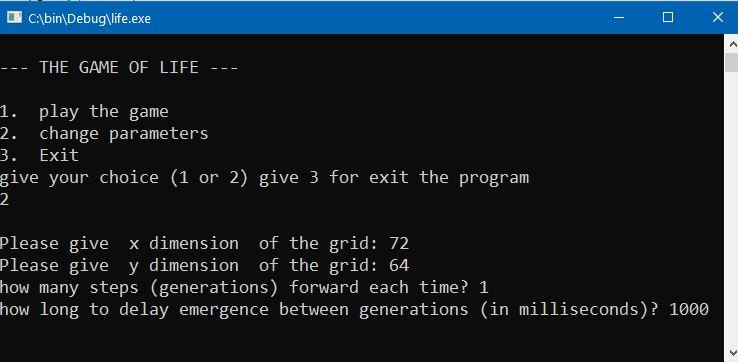 C:\bin\Debug\life.exe
--- THE GAME OF LIFE ---
1.  play the game
2.  change parameters
3.  Exit
give your choice (1 or 2) give 3 for exit the program
2
Please give  x dimension  of the grid: 72
Please give  y dimension  of the grid: 64
how many steps (generations) forward each time? 1
how long to delay emergence between generations (in milliseconds)? 1000